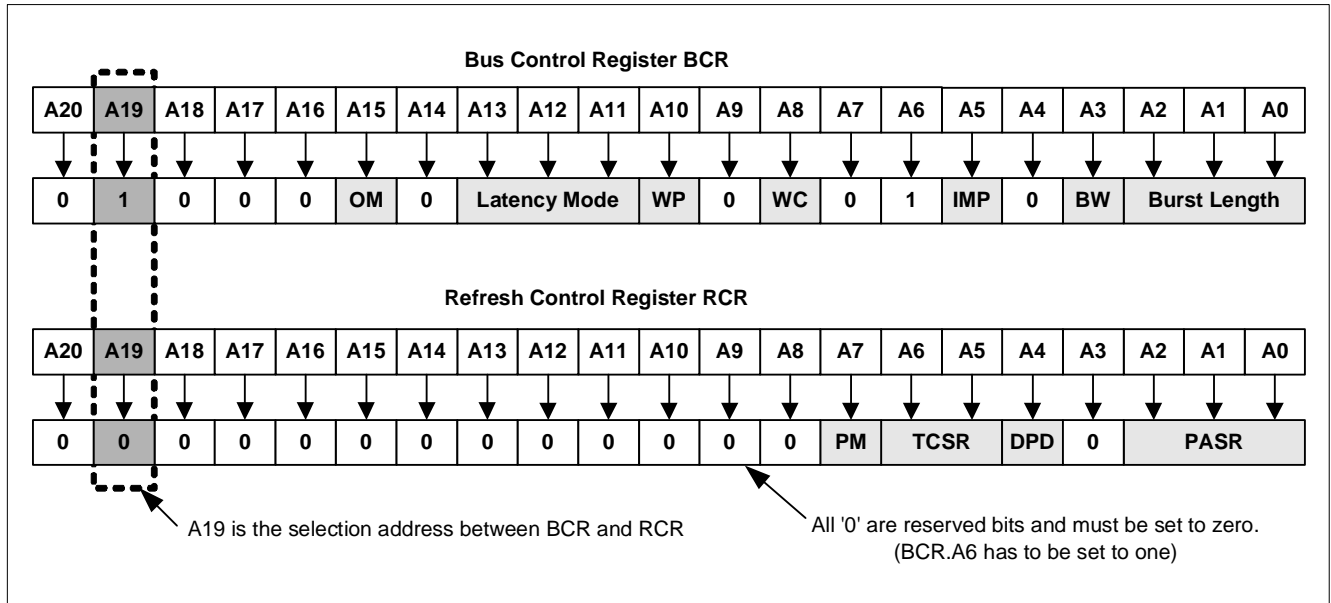 Bus Control Register BCR
A20 A19 A18 A17 A16 A15 A14 A13 A12 A11 A10 A9 A8 A7 A6 A5 A4 A3 A2 A1 A0
0 1 0 0 0 OM 0 Latency Mode WP 0 WC 0 1 IMP 0 BW Burst Length
Refresh Control Register RCR
A20 A19 A18 A17 A16 A15 A14 A13 A12 A11 A10 A9 A8 A7 A6 A5 A4 A3 A2 A1 A0
0 0 0 0 0 0 0 0 0 0 0 0 0 PM TCSR DPD 0 PASR
A19 is the selection address between BCR and RCR
All '0' are reserved bits and must be set to zero.
(BCR.A6 has to be set to one)